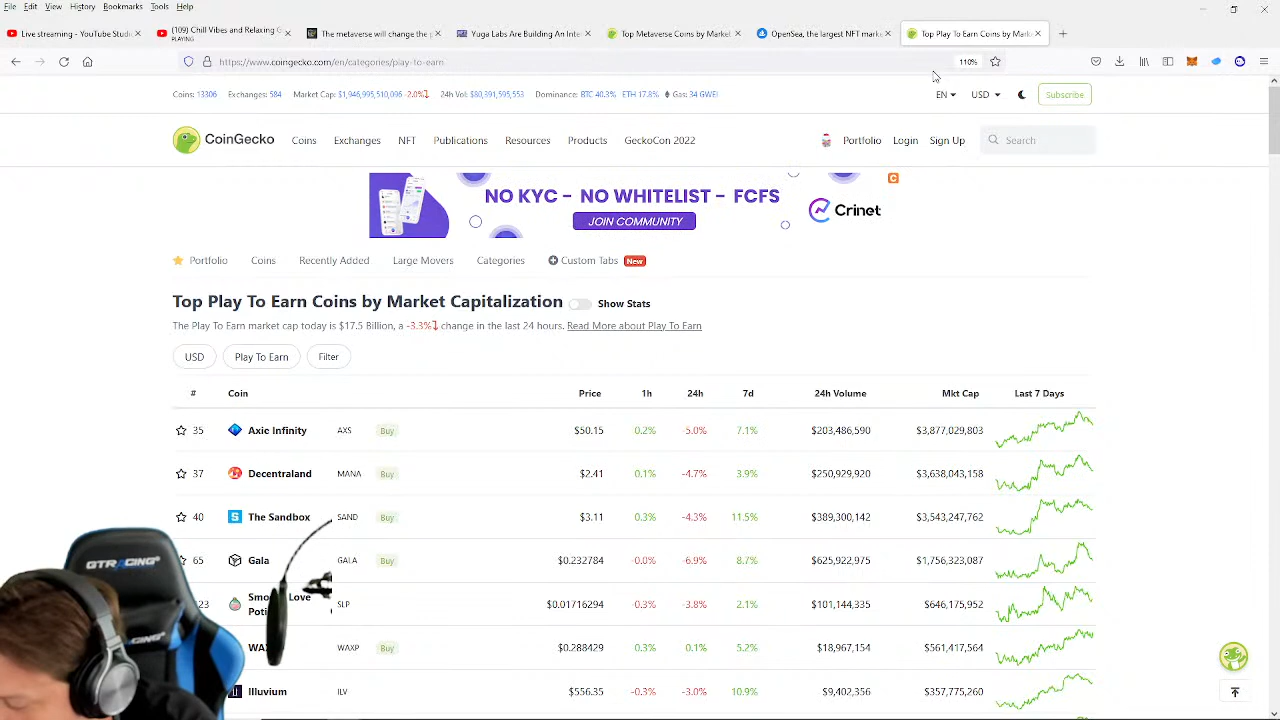 File Edit View History Bookmarks Tools Help
Live streaming - YouTube Studi
(109) Chill Vibes and Relaxing G
PLAYING
The metaverse will change the p
Yuga Labs Are Building An Inte
Top Metaverse Coins by Market
OpenSea, the largest NFT marke
Top Play To Earn Coins by Marke
https://www.coingecko.com/en/categories/play-to-earn 110%
Coins: 13306 Exchanges: 584 Market Cap: $1,946,995,510,096 -2.0% 24h Vol: $80,391,595,553 Dominance: BTC 40.3% ETH 17.8% Gas: 34 GWEI EN USD Subscribe
CoinGecko Coins Exchanges NFT Publications Resources Products GeckoCon 2022 Portfolio Login Sign Up Search
NO KYC - NO WHITELIST - FCFS
JOIN COMMUNITY
Crinet
Portfolio Coins Recently Added Large Movers Categories Custom Tabs New
Top Play To Earn Coins by Market Capitalization Show Stats
The Play To Earn market cap today is $17.5 Billion, a -3.3% change in the last 24 hours. Read More about Play To Earn
USD Play To Earn Filter
# Coin Price 1h 24h 7d 24h Volume Mkt Cap Last 7 Days
35 Axie Infinity AXS Buy $50.15 0.2% -5.0% 7.1% $203,486,590 $3,877,029,803
37 Decentraland MANA Buy $2.41 0.1% -4.7% 3.9% $250,929,920 $3,638,043,158
40 The Sandbox SAND Buy $3.11 0.3% -4.3% 11.5% $389,300,142 $3,543,247,762
65 Gala GALA Buy $0.232784 -0.0% -6.9% 8.7% $625,922,975 $1,756,323,087
23 Smo Love
Poti SLP $0.01716294 -0.3% -3.8% 2.1% $101,144,335 $646,175,952
WAX WAXP Buy $0.288429 0.3% 0.1% 5.2% $18,967,154 $561,417,564
Illuvium ILV $556.35 -0.3% -3.0% 10.9% $9,402,356 $357,775,260
GTRACING